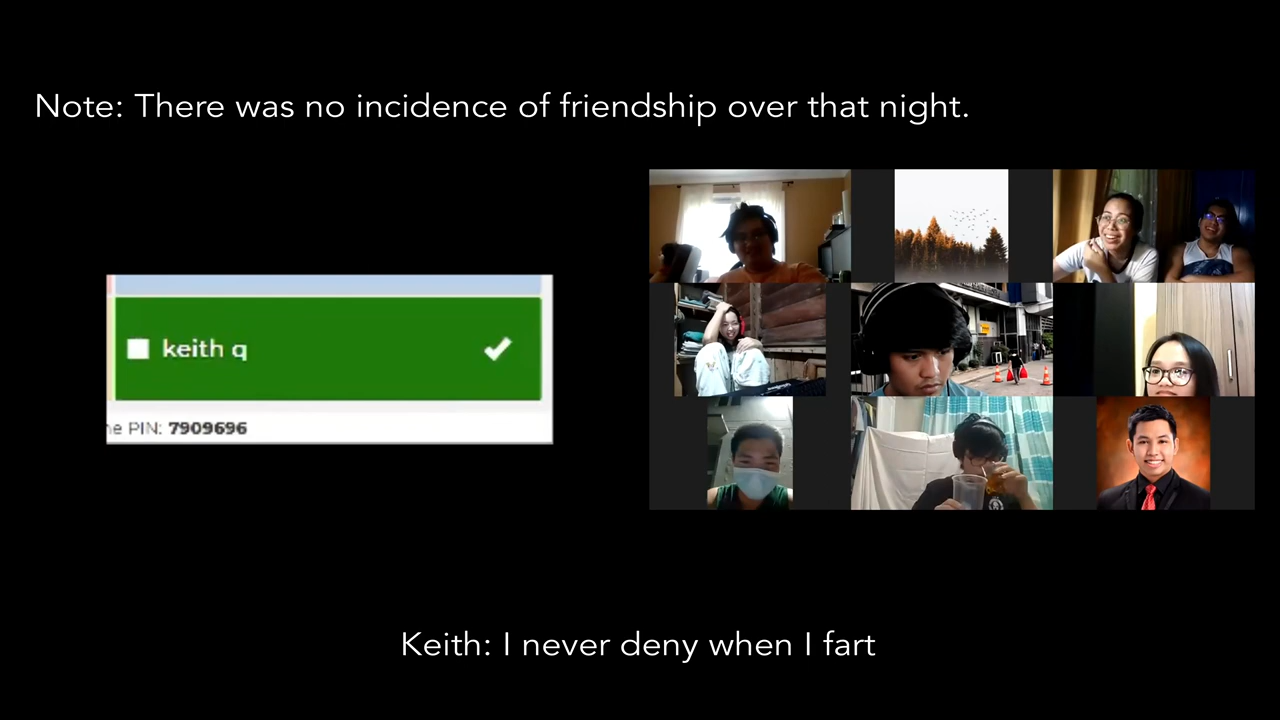 Note: There was no incidence of friendship over that night.
keith q
PIN: 7909696
Keith: I never deny when I fart